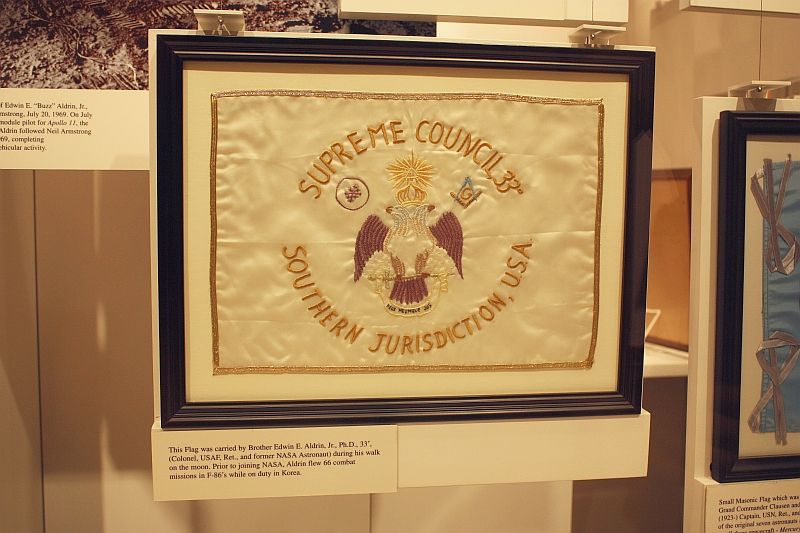 f Edwin E. "Buzz" Aldrin, Jr.,
mstrong, July 20, 1969. On July
module pilot for Apollo 11, the
Aldrin followed Neil Armstrong
69, completing
ehicular activity.
SUPREME COUNCIL 33°
SOUTHERN JURISDICTION, USA
This Flag was carried by Brother Edwin E. Aldrin, Jr., Ph.D., 33°,
(Colonel, USAF, Ret., and former NASA Astronaut) during his walk
on the moon. Prior to joining NASA, Aldrin flew 66 combat
missions in F-86's while on duty in Korea.
Small Masonic Flag which was
Grand Commander Clausen and
(1923-) Captain, USN, Ret., and
of the original seven astronauts
spacecraft - Mercury